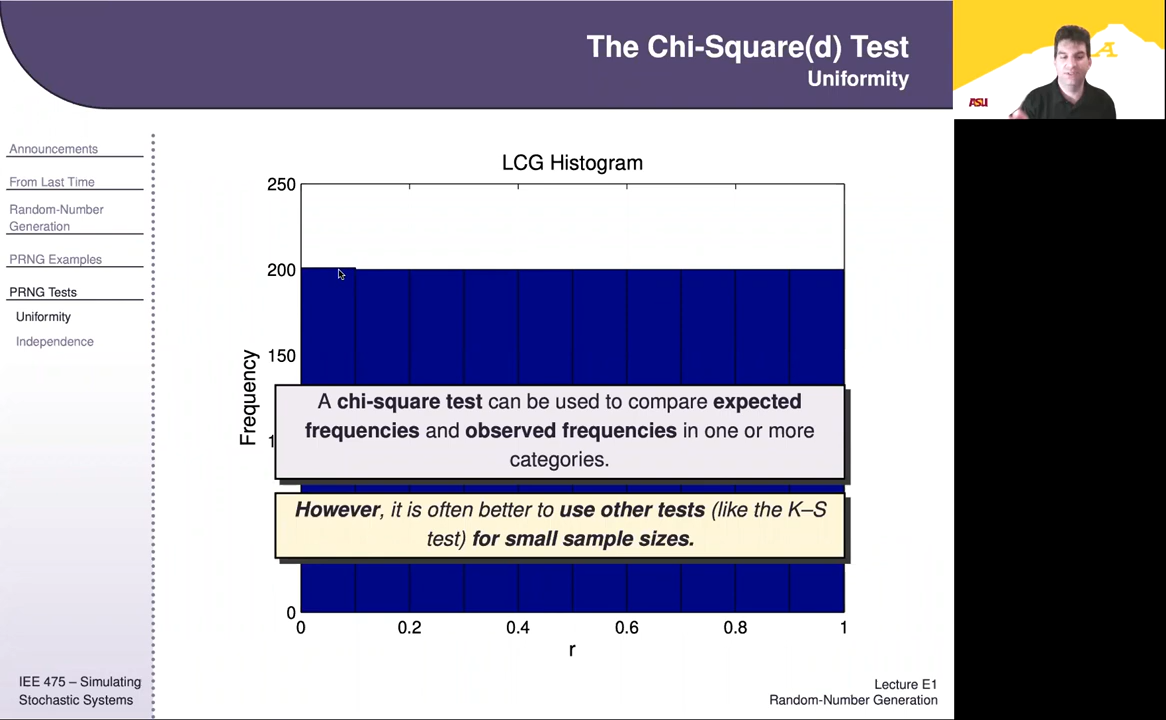 The Chi-Square(d) Test
Uniformity
A
ASU
Announcements
From Last Time
Random-Number
Generation
PRNG Examples
PRNG Tests
Uniformity
Independence
LCG Histogram
250
200
150
1
0
Frequency
A chi-square test can be used to compare expected
frequencies and observed frequencies in one or more
categories.
However, it is often better to use other tests (like the K–S
test) for small sample sizes.
0 0.2 0.4 0.6 0.8 1
r
IEE 475 – Simulating
Stochastic Systems
Lecture E1
Random-Number Generation